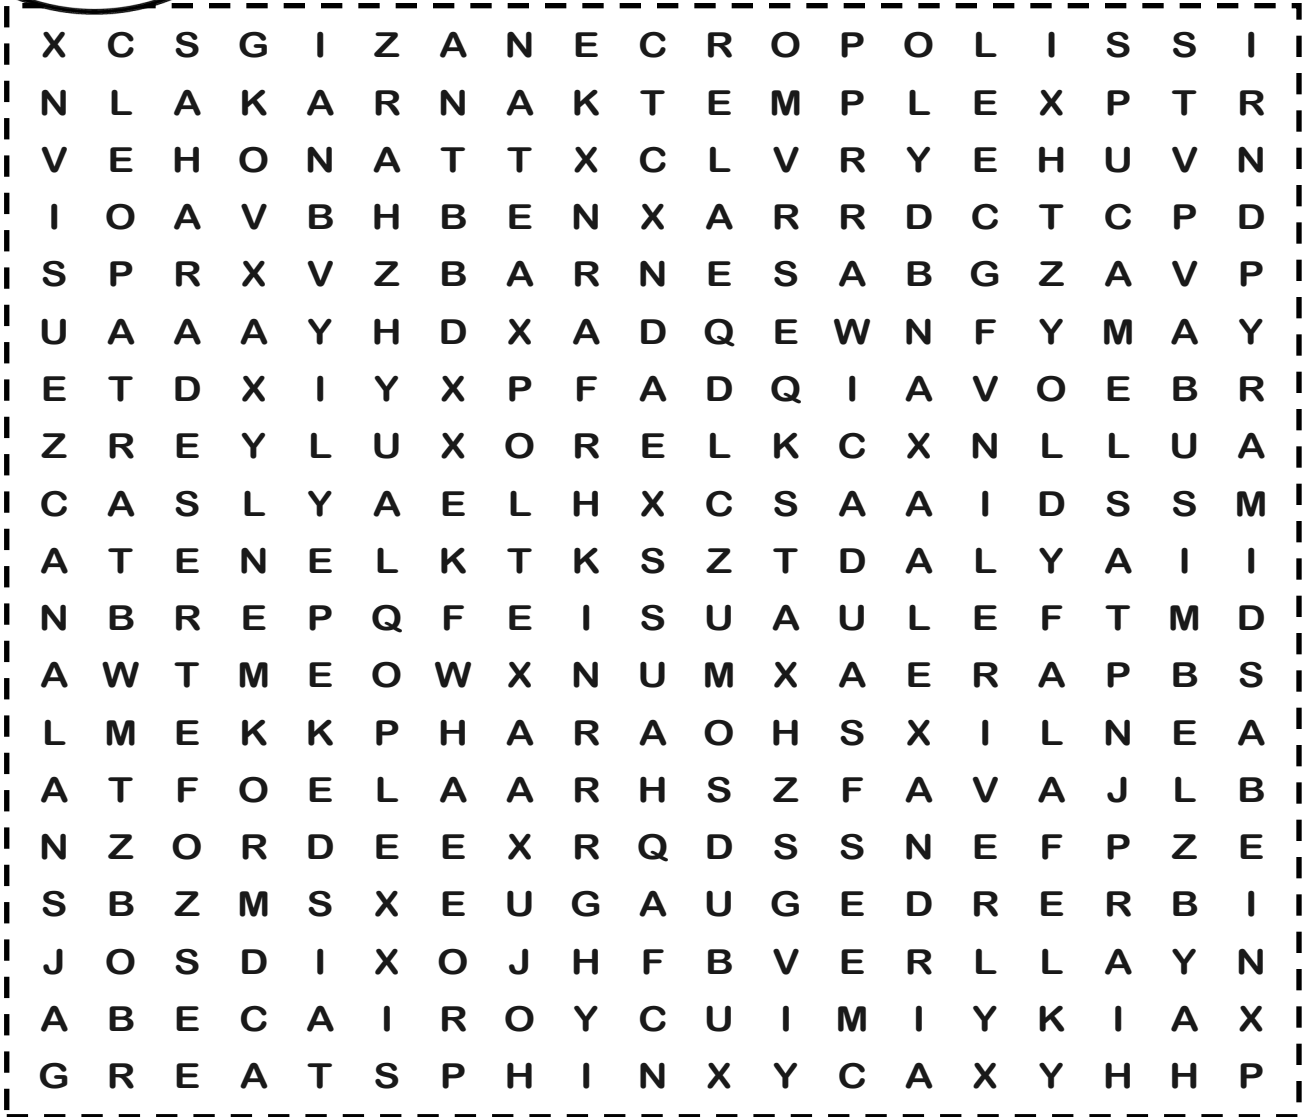 X C S G I Z A N E C R O P O L I S S I
N L A K A R N A K T E M P L E X P T R
V E H O N A T T X C L V R Y E H U V N
I O A V B H B E N X A R R D C T C P D
S P R X V Z B A R N E S A B G Z A V P
U A A A Y H D X A D Q E W N F Y M A Y
E T D X I Y X P F A D Q I A V O E B R
Z R E Y L U X O R E L K C X N L L U A
C A S L Y A E L H X C S A A I D S S M
A T E N E L K T K S Z T D A L Y A I I
N B R E P Q F E I S U A U L E F T M D
A W T M E O W X N U M X A E R A P B S
L M E K K P H A R A O H S X I L N E A
A T F O E L A A R H S Z F A V A J L B
N Z O R D E E X R Q D S S N E F P Z E
S B Z M S X E U G A U G E D R E R B I
J O S D I X O J H F B V E R L L A Y N
A B E C A I R O Y C U I M I Y K I A X
G R E A T S P H I N X Y C A X Y H H P